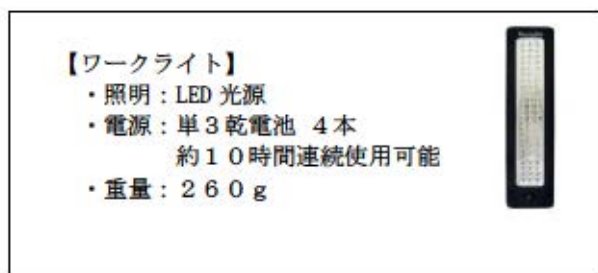 【ワークライト】
・照明：LED 光源
・電源：単３乾電池 ４本
約１０時間連続使用可能
・重量：２６０ｇ